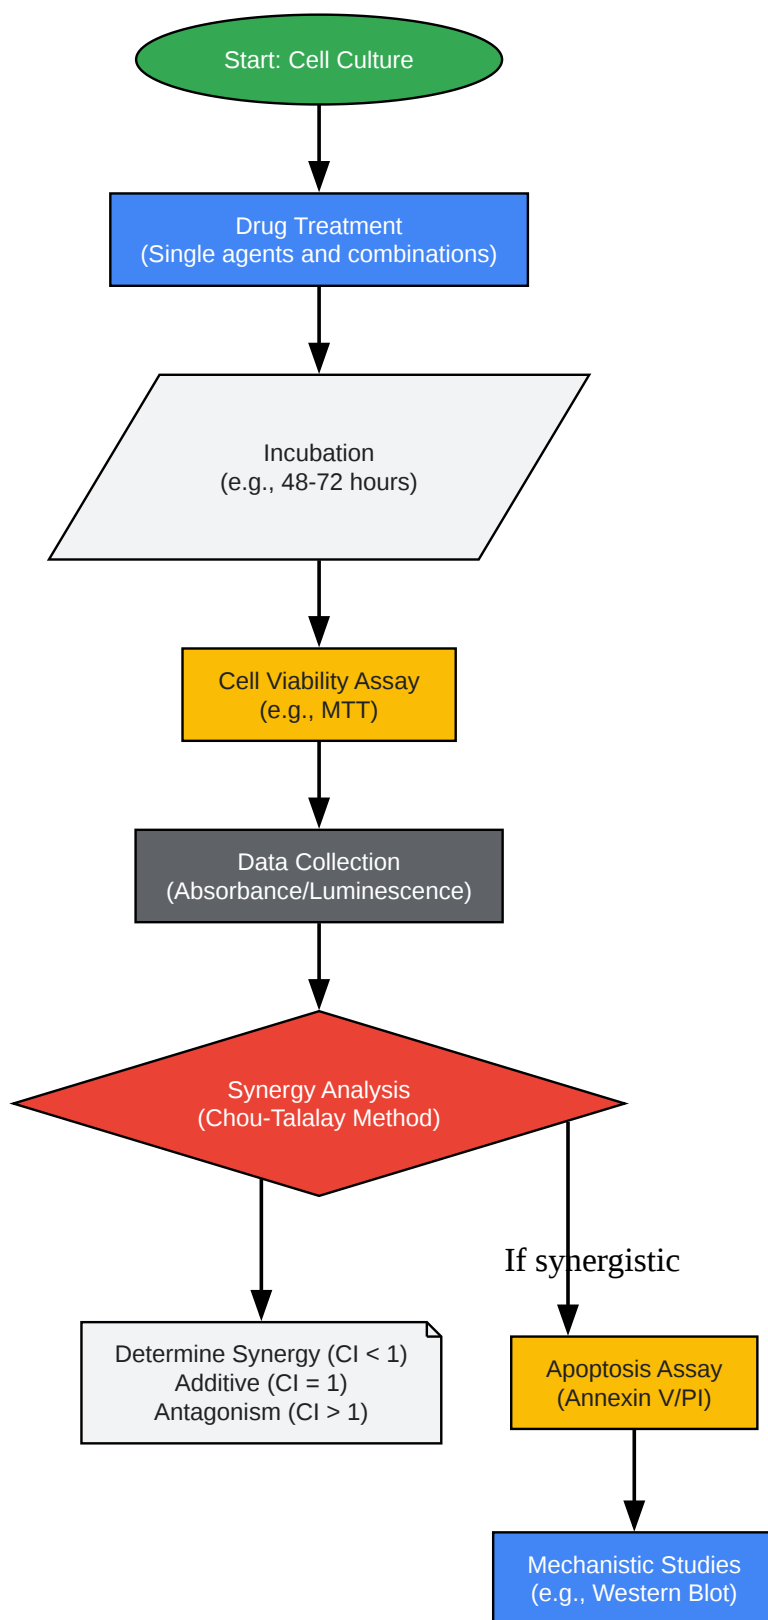 Start: Cell Culture
Drug Treatment
(Single agents and combinations)
Incubation
(e.g., 48-72 hours)
Cell Viability Assay
(e.g., MTT)
Data Collection
(Absorbance/Luminescence)
Synergy Analysis
(Chou-Talalay Method)
If synergistic
Determine Synergy (CI < 1)
Additive (CI = 1)
Antagonism (CI > 1)
Apoptosis Assay
(Annexin V/PI)
Mechanistic Studies
(e.g., Western Blot)